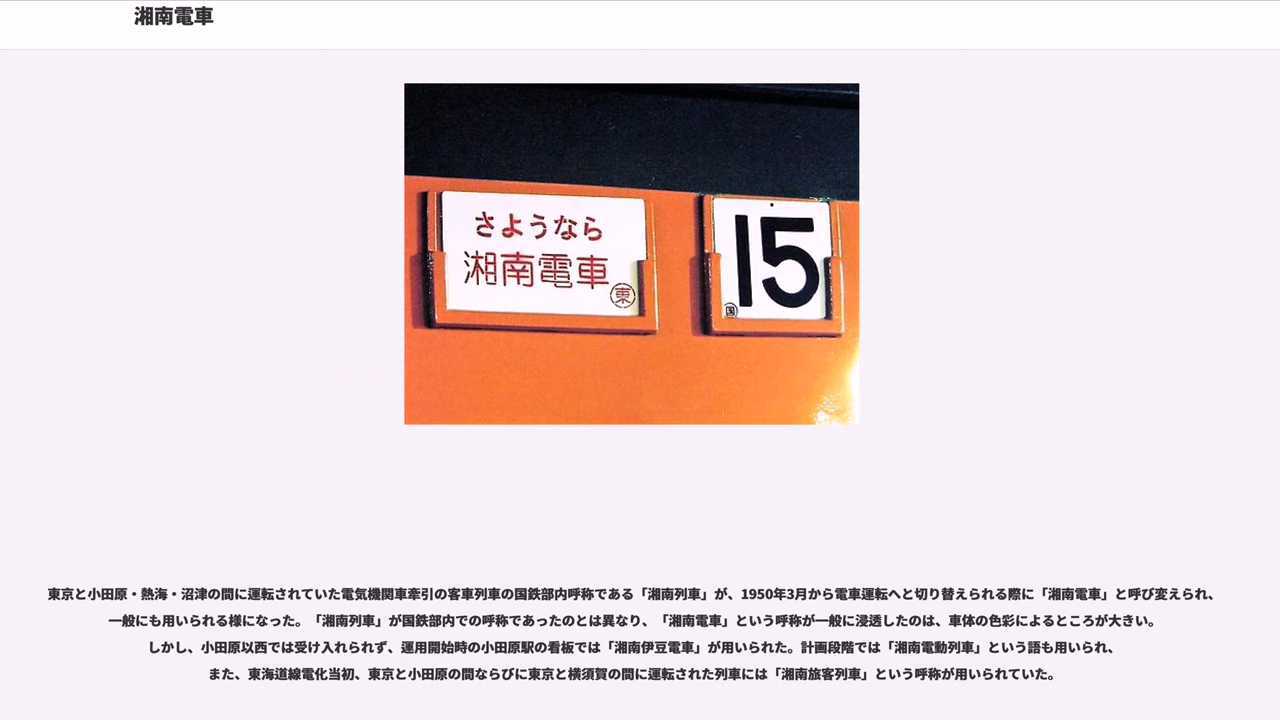 湘南電車
さようなら
湘南電車
東
15
国
東京と小田原・熱海・沼津の間に運転されていた電気機関車牽引の客車列車の国鉄部内呼称である「湘南列車」が、1950年3月から電車運転へと切り替えられる際に「湘南電車」と呼び変えられ、
一般にも用いられる様になった。「湘南列車」が国鉄部内での呼称であったのとは異なり、「湘南電車」という呼称が一般に浸透したのは、車体の色彩によるところが大きい。
しかし、小田原以西では受け入れられず、運用開始時の小田原駅の看板では「湘南伊豆電車」が用いられた。計画段階では「湘南電動列車」という語も用いられ、
また、東海道線電化当初、東京と小田原の間ならびに東京と横須賀の間に運転された列車には「湘南旅客列車」という呼称が用いられていた。